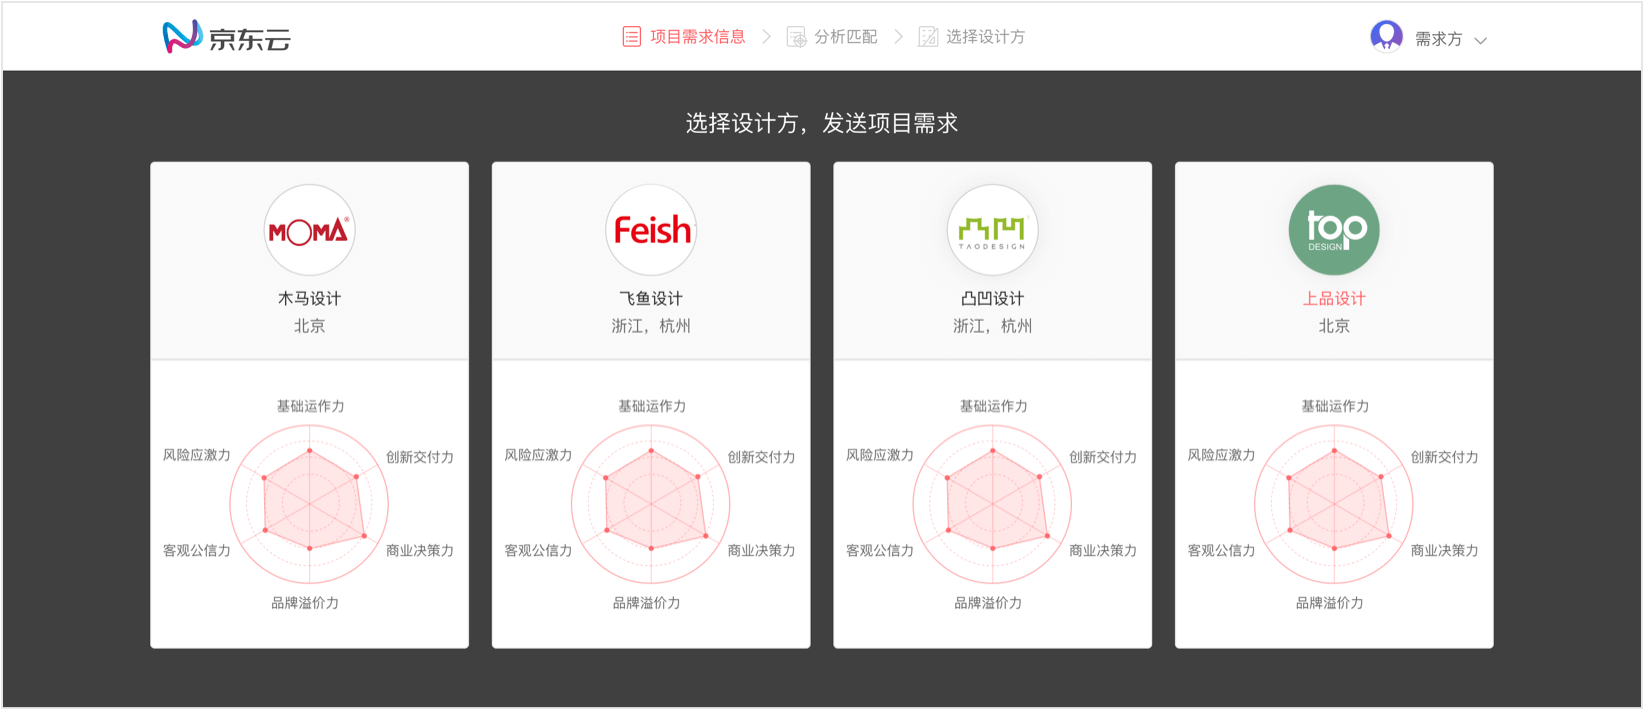 京东云
项目需求信息
分析匹配
选择设计方
需求方
选择设计方，发送项目需求
MOMA®
木马设计
北京
基础运作力
风险应激力
创新交付力
客观公信力
商业决策力
品牌溢价力
Feish
飞鱼设计
浙江，杭州
基础运作力
风险应激力
创新交付力
客观公信力
商业决策力
品牌溢价力
凸凹
TAODESIGN
凸凹设计
浙江，杭州
基础运作力
风险应激力
创新交付力
客观公信力
商业决策力
品牌溢价力
top
DESIGN
上品设计
北京
基础运作力
风险应激力
创新交付力
客观公信力
商业决策力
品牌溢价力